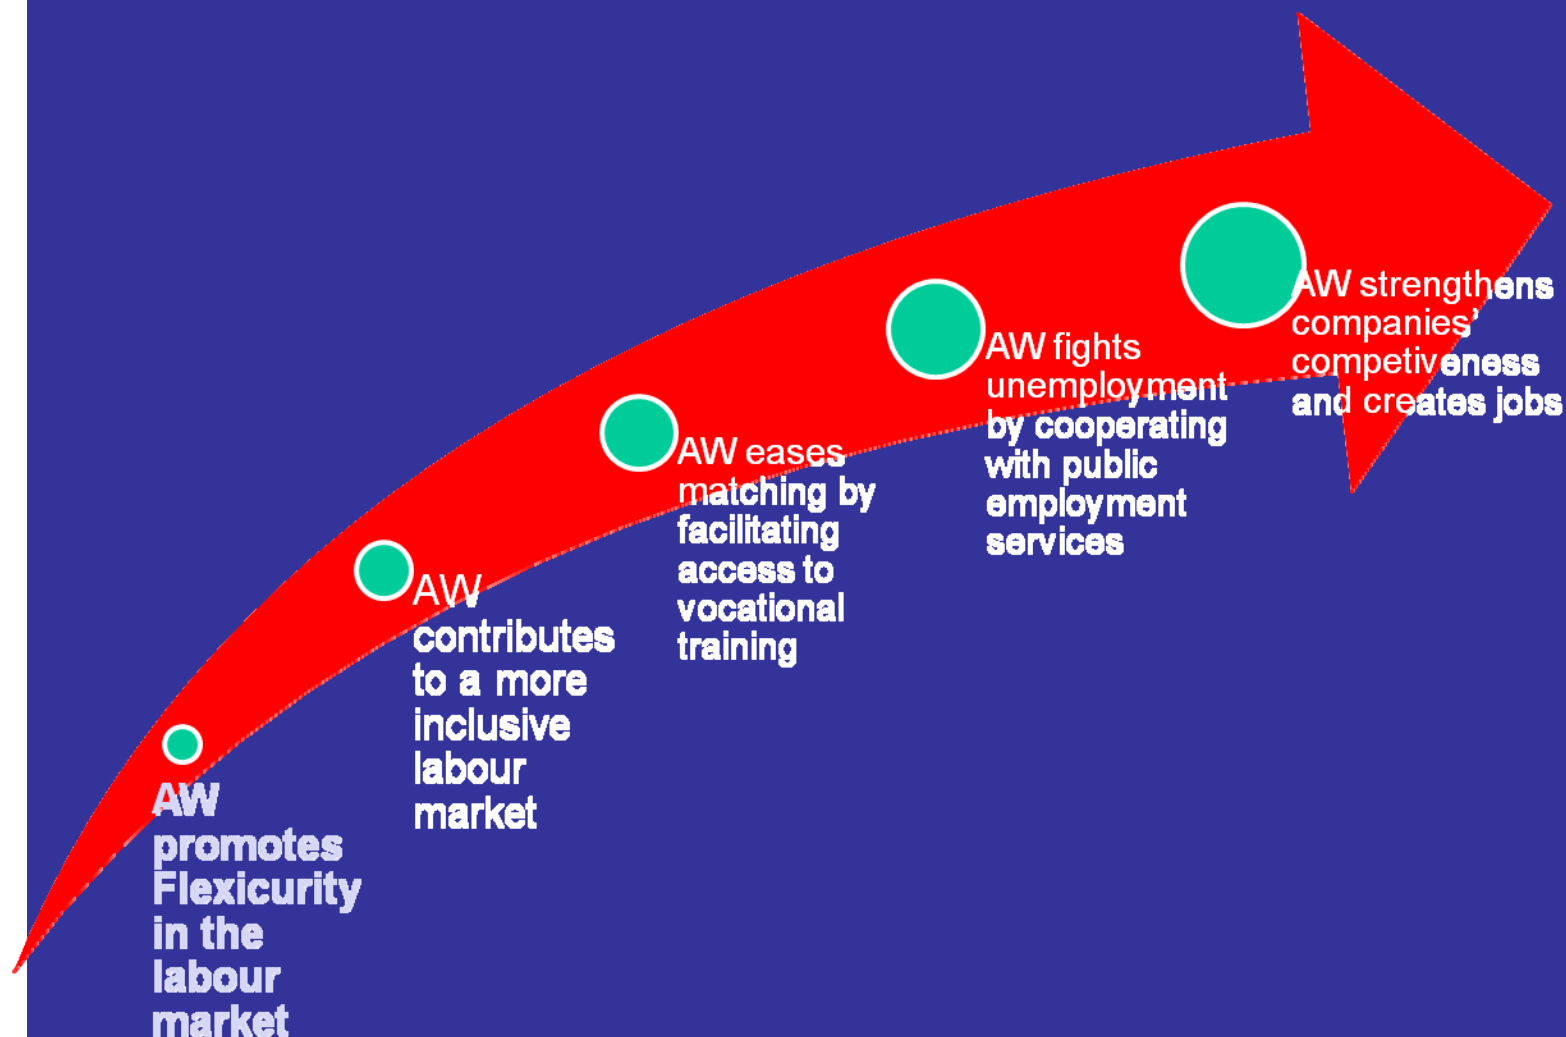 AW
promotes
Flexicurity
in the
labour
market
AW
contributes
to a more
inclusive
labour
market
AW eases
matching by
facilitating
access to
vocational
training
AW fights
unemployment
by cooperating
with public
employment
services
AW strengthens
companies'
competiveness
and creates jobs